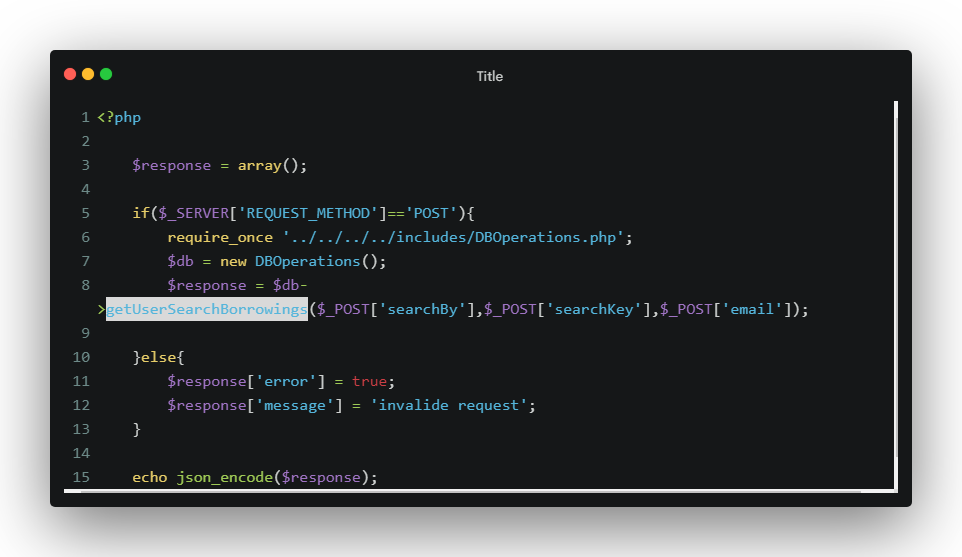 Title
1 <?php
2
3 $response = array();
4
5 if($_SERVER['REQUEST_METHOD']=='POST'){
6 require_once '../../../../includes/DBOperations.php';
7 $db = new DBOperations();
8 $response = $db-
>getUserSearchBorrowings($_POST['searchBy'],$_POST['searchKey'],$_POST['email']);
9
10 }else{
11 $response['error'] = true;
12 $response['message'] = 'invalide request';
13 }
14
15 echo json_encode($response);